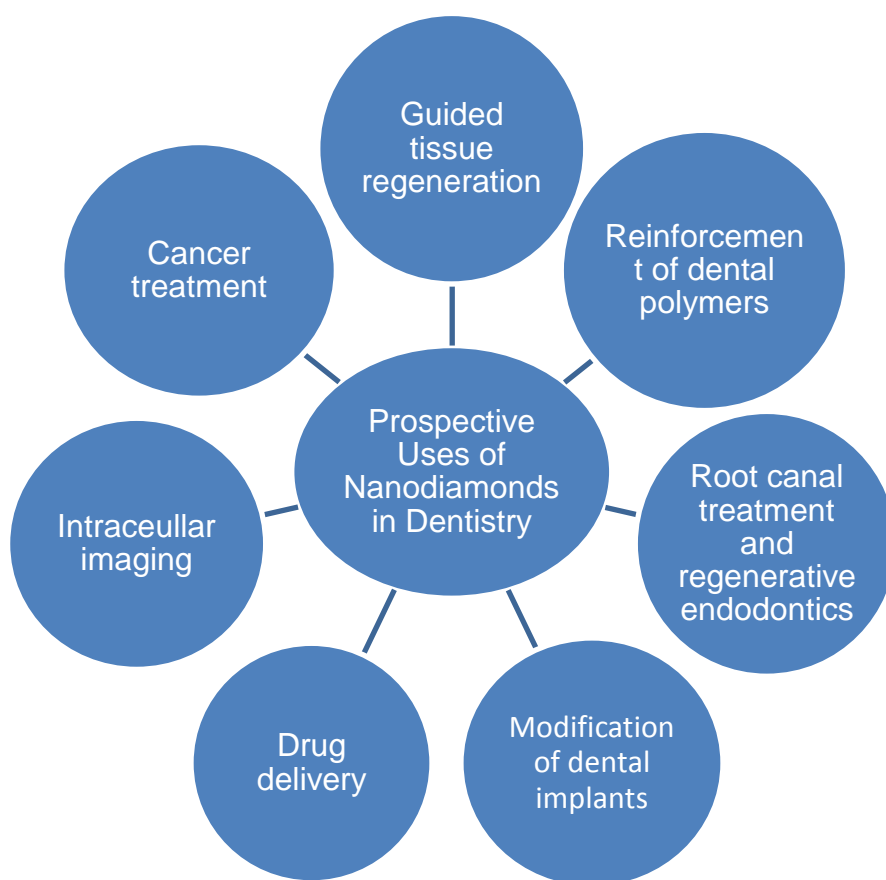 Guided
tissue
regeneration
Reinforcemen
t of dental
polymers
Root canal
treatment
and
regenerative
endodontics
Modification
of dental
implants
Drug
delivery
Intraceullar
imaging
Cancer
treatment
Prospective
Uses of
Nanodiamonds
in Dentistry